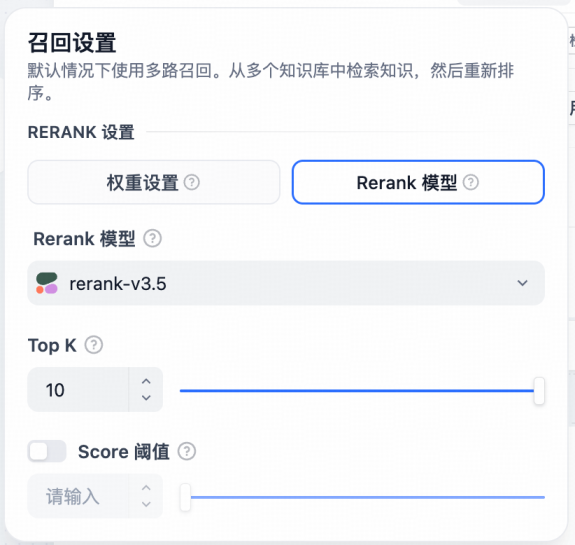 召回设置
默认情况下使用多路召回。从多个知识库中检索知识，然后重新排
序。
RERANK 设置
权重设置 Rerank 模型
Rerank 模型
rerank-v3.5
Top K
10
Score 阈值
请输入